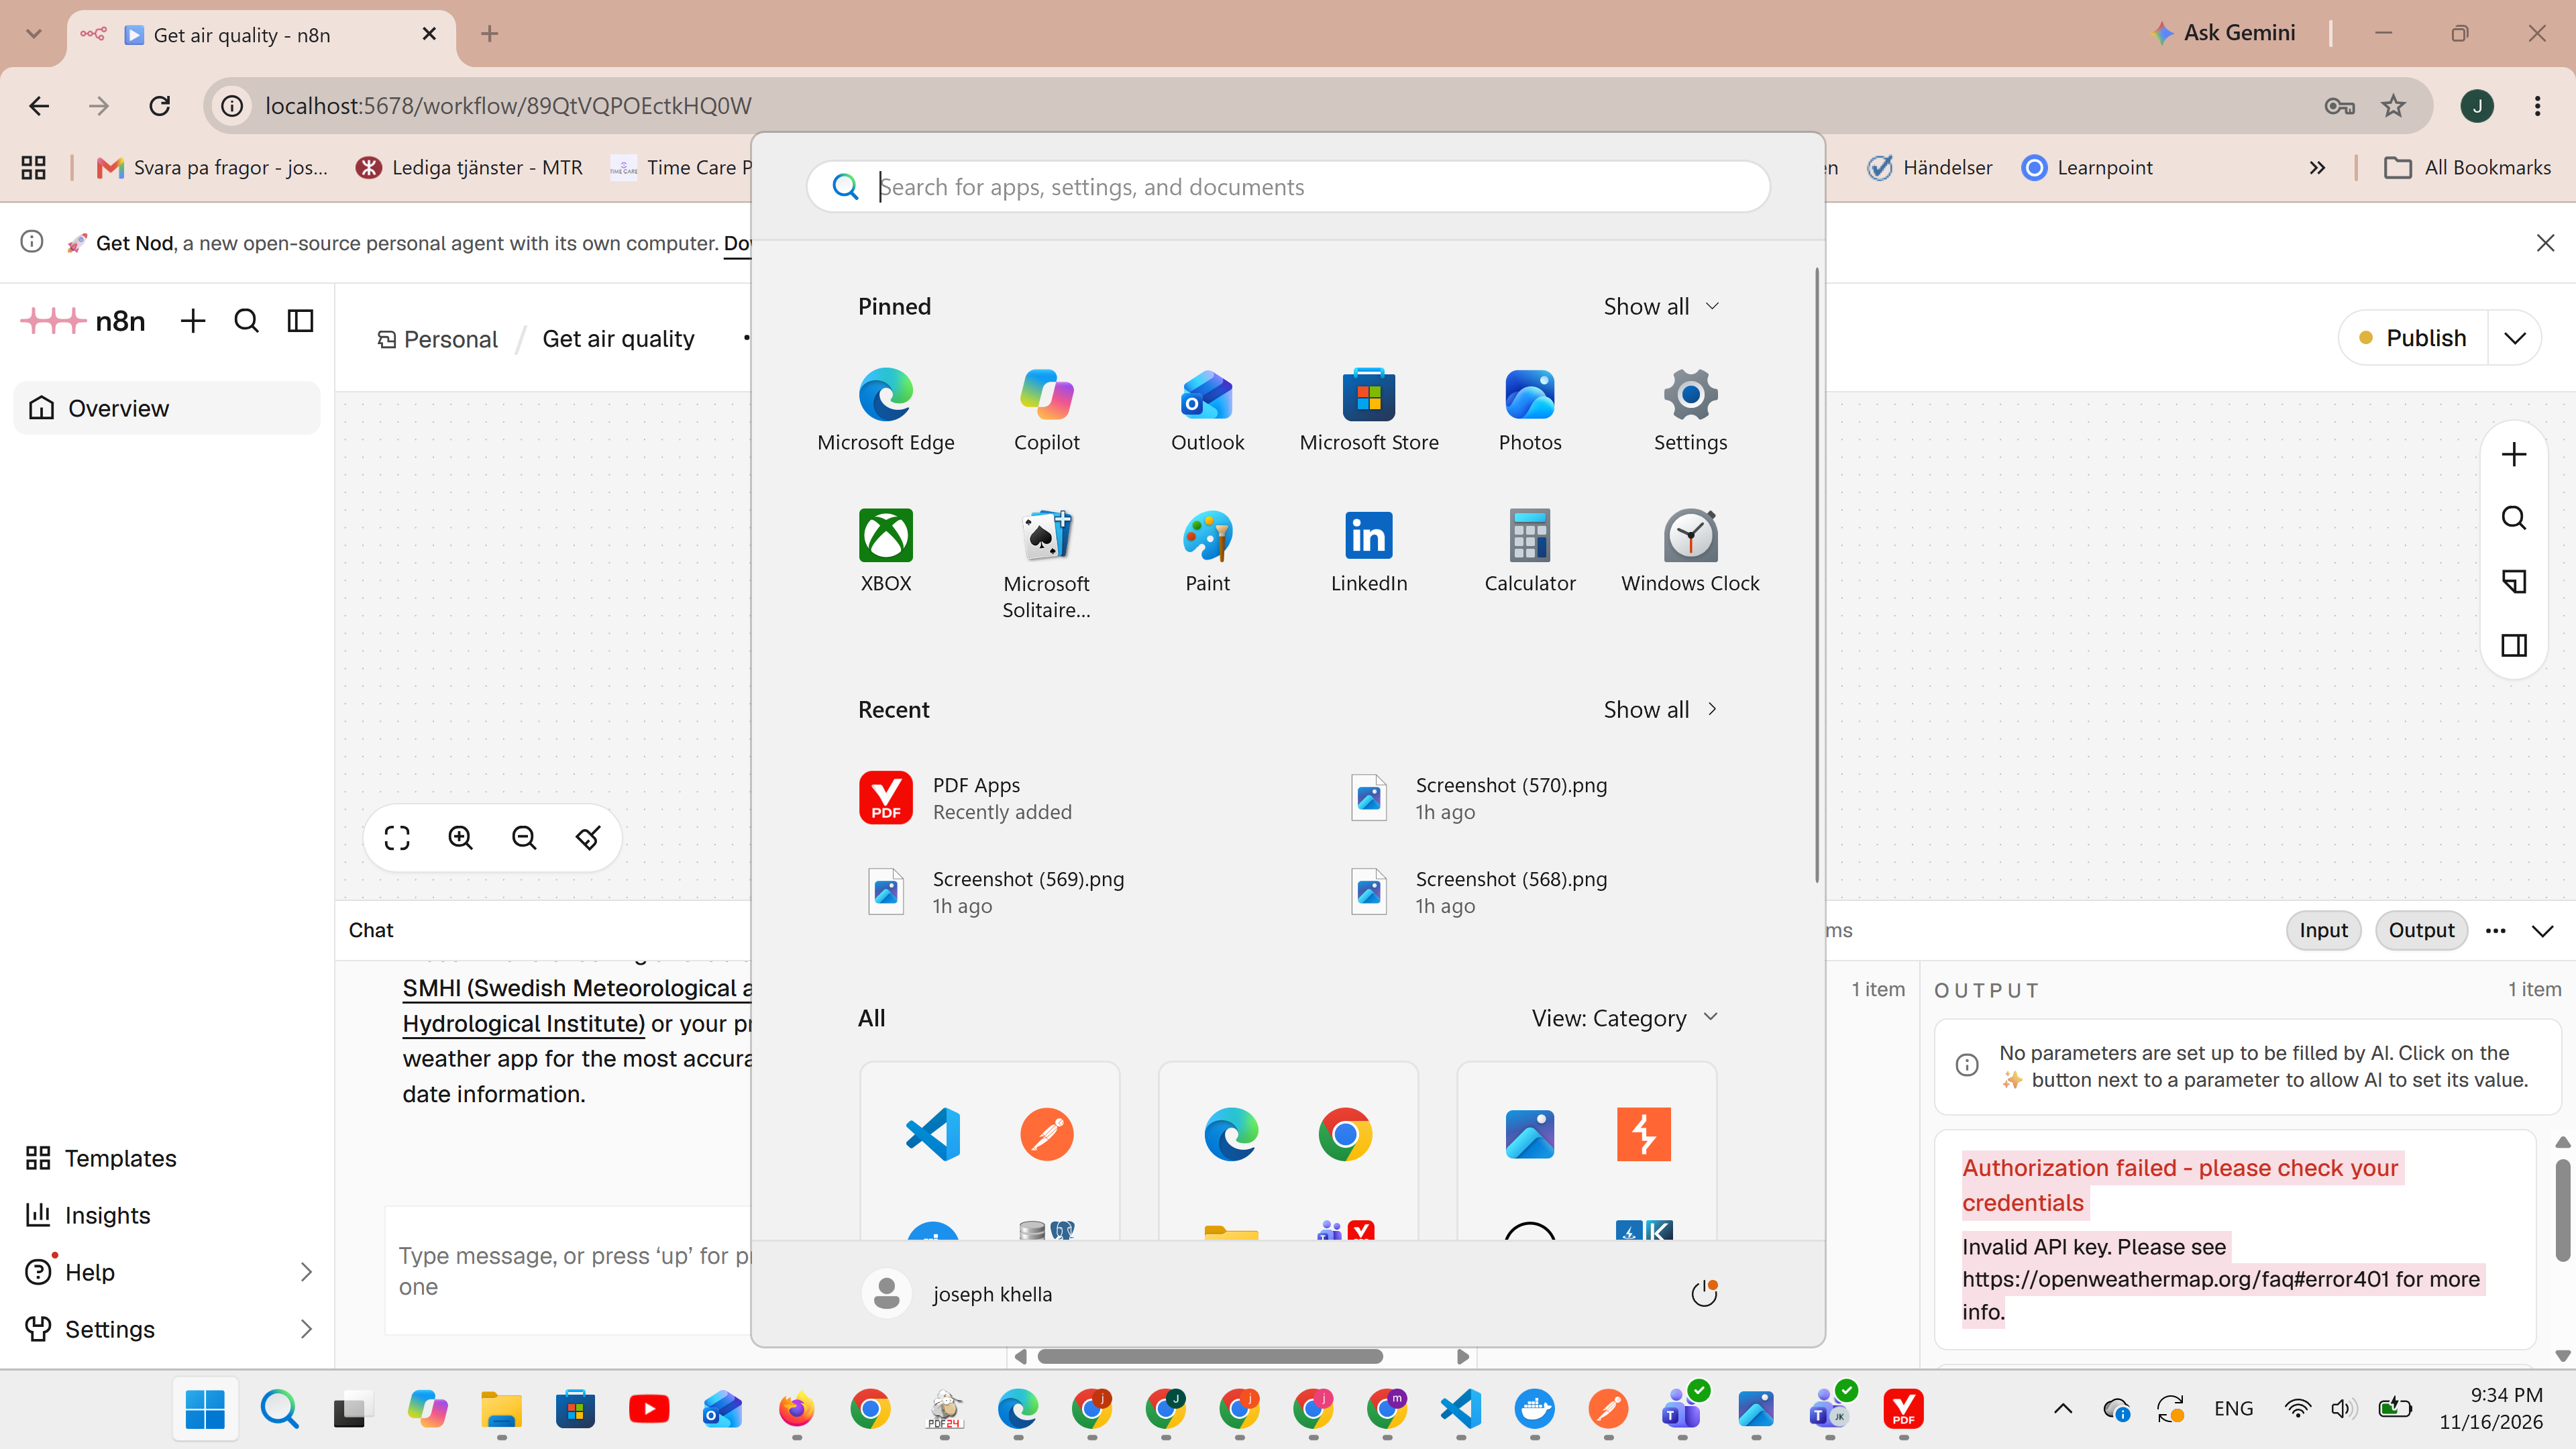 Get air quality - n8n
Ask Gemini
localhost:5678/workflow/89QtVQPOEctkHQ0W
J
Svara pa fragor - jos...
Lediga tjänster - MTR
Time Care P
Händelser
Learnpoint
All Bookmarks
Get Nod, a new open-source personal agent with its own computer.
n8n
Personal / Get air quality
Publish
Overview
Templates
Insights
Help
Settings
Search for apps, settings, and documents
Pinned
Show all
Microsoft Edge
Copilot
Outlook
Microsoft Store
Photos
Settings
XBOX
Microsoft
Solitaire...
Paint
LinkedIn
Calculator
Windows Clock
Recent
Show all
PDF Apps
Recently added
Screenshot (570).png
1h ago
Screenshot (569).png
1h ago
Screenshot (568).png
1h ago
All
View: Category
joseph khella
Chat
SMHI (Swedish Meteorological a
Hydrological Institute) or your pr
weather app for the most accura
date information.
Type message, or press ‘up’ for pr
one
ms
Input
Output
1 item
OUTPUT
1 item
No parameters are set up to be filled by AI. Click on the
✨ button next to a parameter to allow AI to set its value.
Authorization failed - please check your
credentials
Invalid API key. Please see
https://openweathermap.org/faq#error401 for more
info.
ENG
9:34 PM
11/16/2026